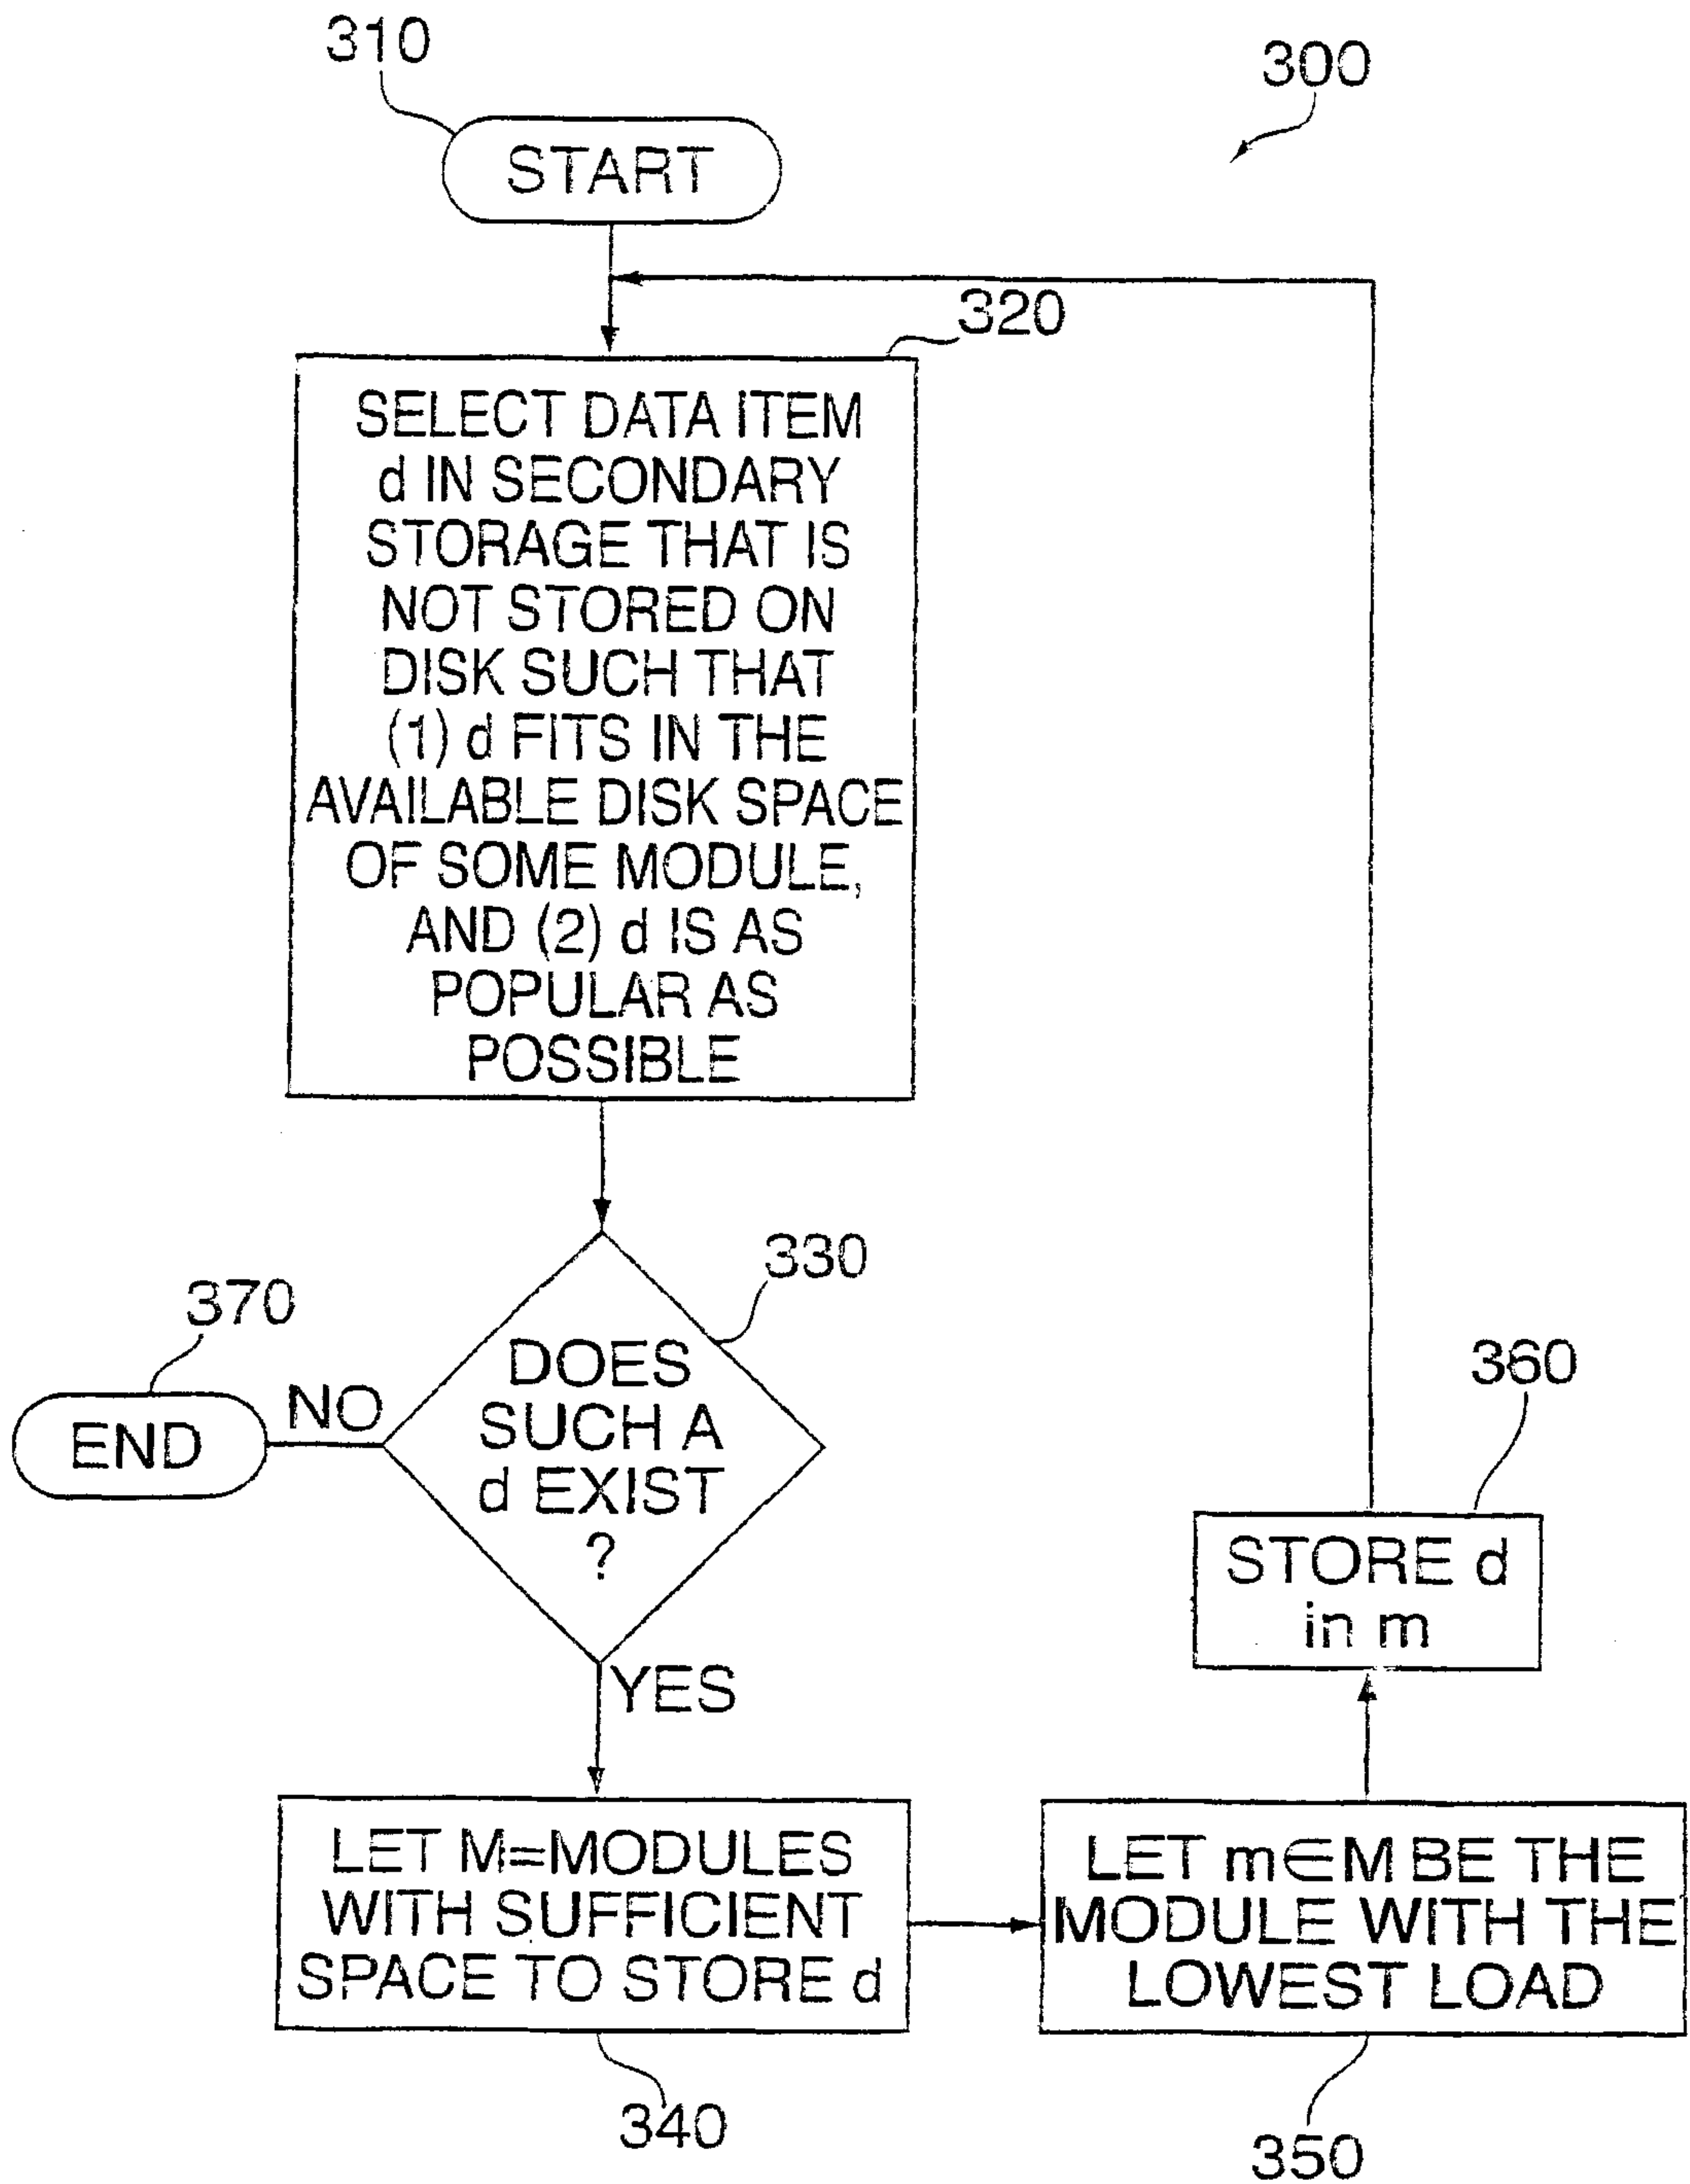 310
300
START
320
SELECT DATA ITEM
d IN SECONDARY
STORAGE THAT IS
NOT STORED ON
DISK SUCH THAT
(1) d FITS IN THE
AVAILABLE DISK SPACE
OF SOME MODULE,
AND (2) d IS AS
POPULAR AS
POSSIBLE
330
370
DOES
SUCH A
d EXIST
?
NO
END
YES
360
STORE d
in m
LET M=MODULES
WITH SUFFICIENT
SPACE TO STORE d
LET m∈M BE THE
MODULE WITH THE
LOWEST LOAD
340
350